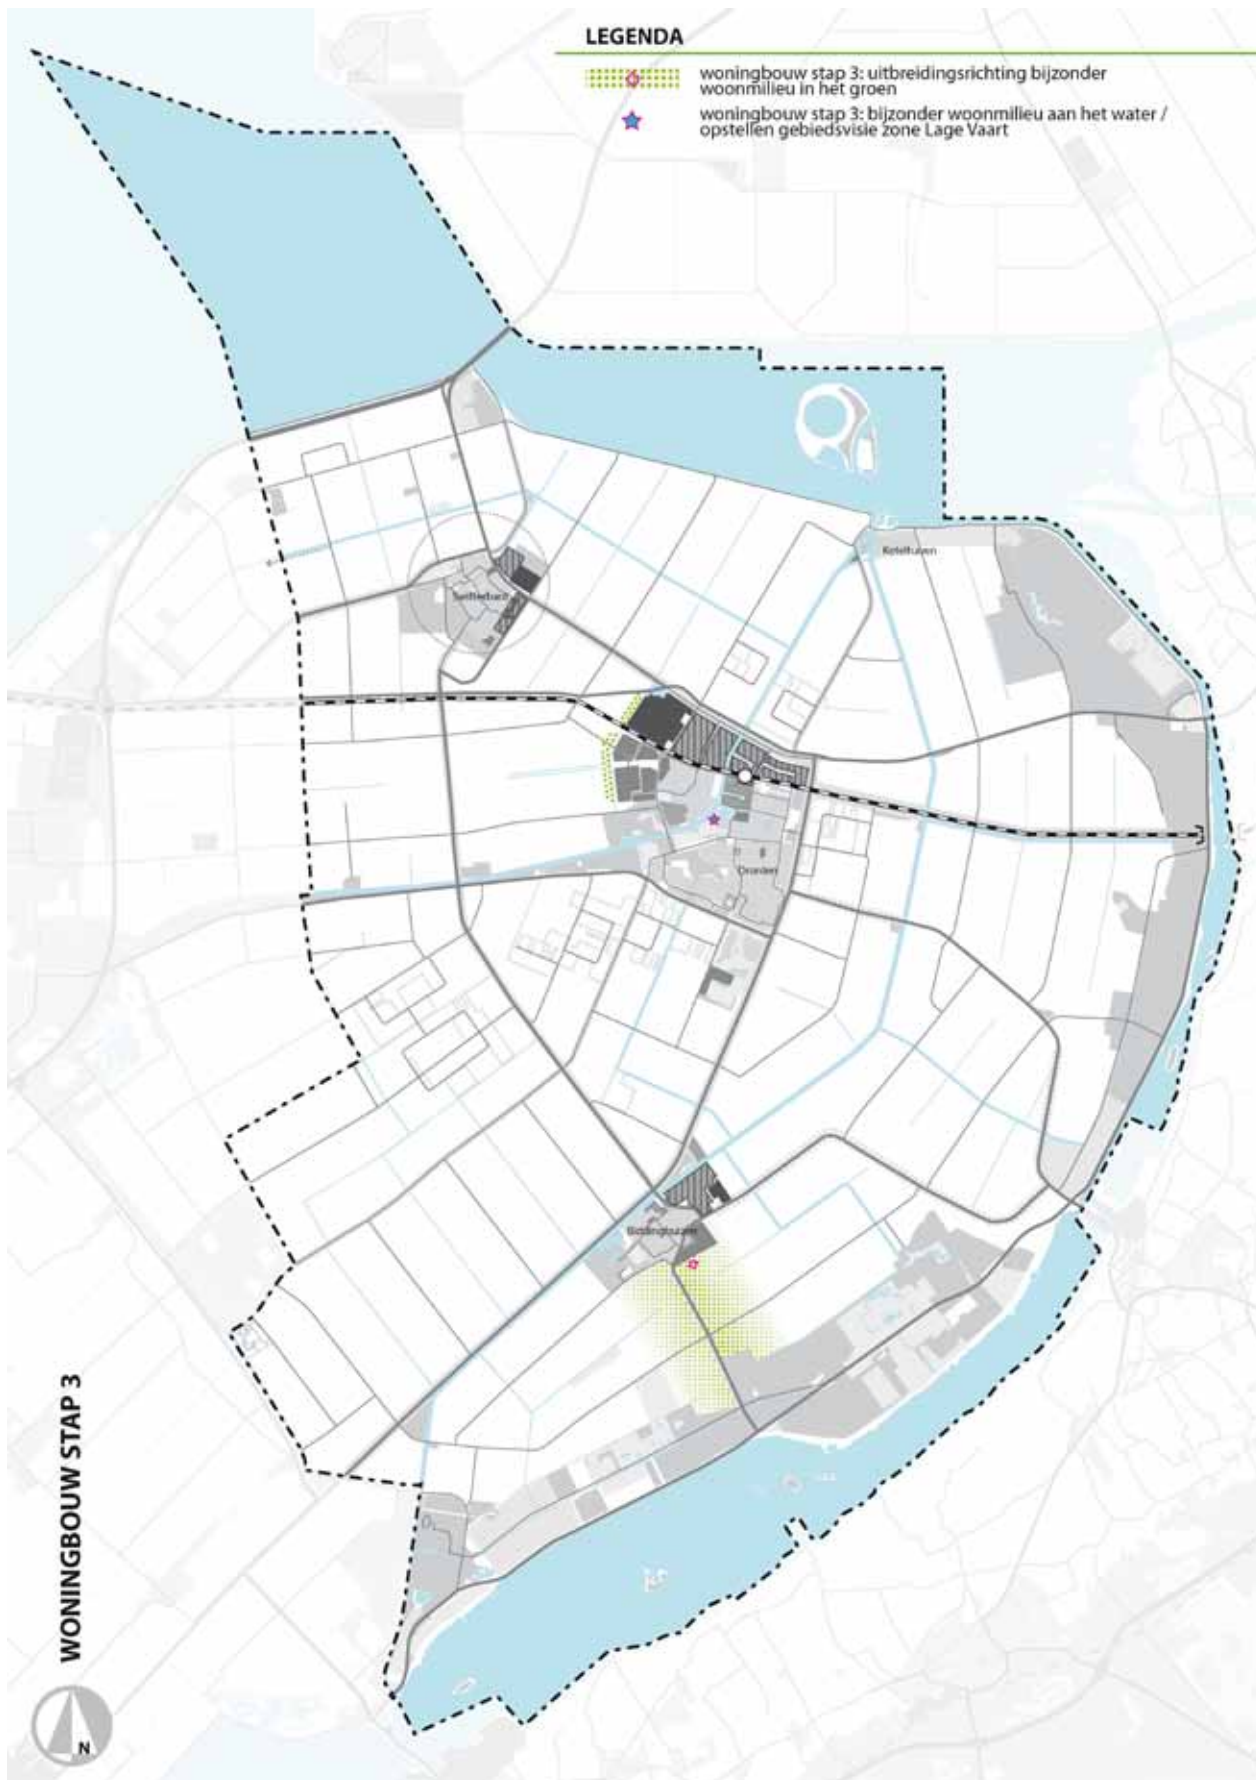 LEGENDA
woningbouw stap 3: uitbreidingsrichting bijzonder
woonmilieu in het groen
woningbouw stap 3: bijzonder woonmilieu aan het water /
opstellen gebiedsvisie zone Lage Vaart
Ketelhaven
Swifterbant
Dronten
Biddinghuizen
WONINGBOUW STAP 3
N